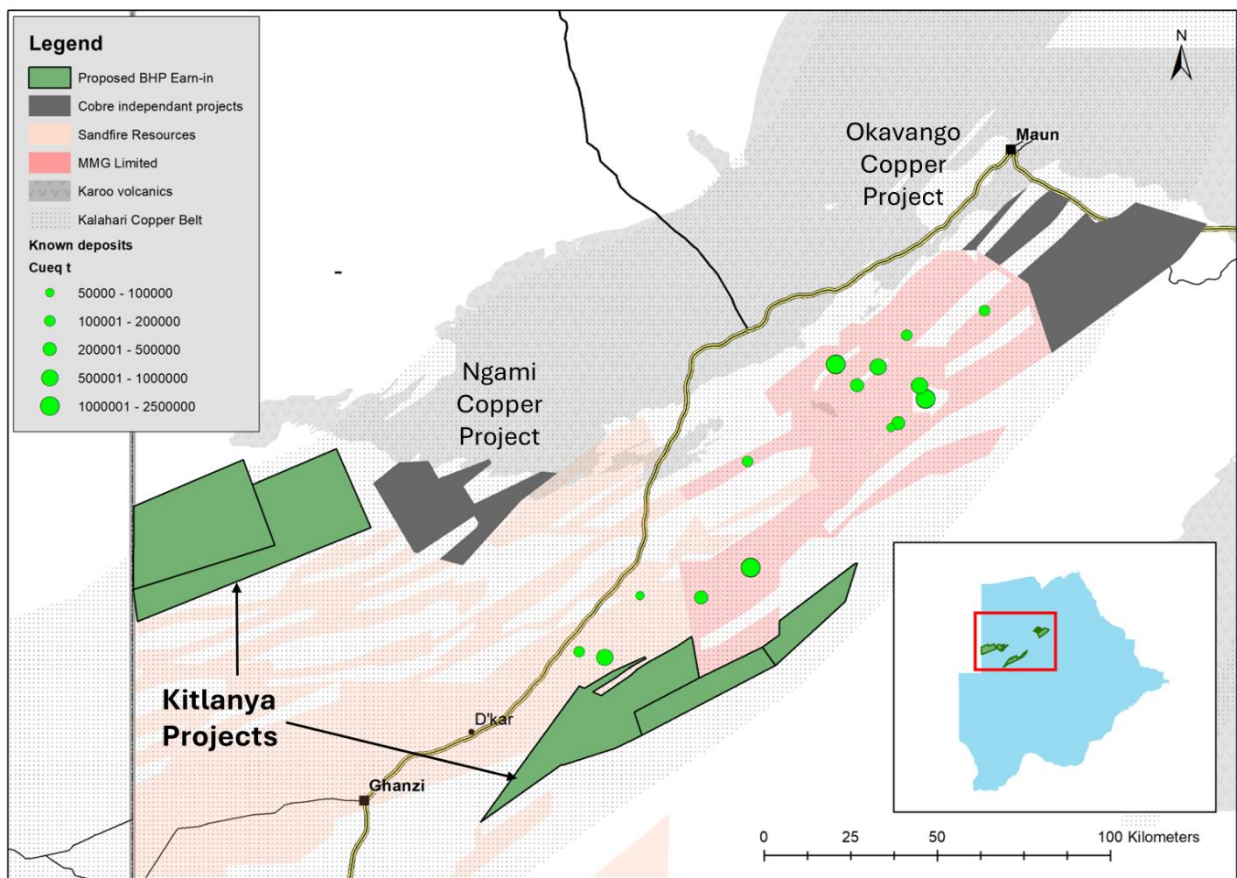 Legend
Proposed BHP Earn-in
Cobre independant projects
Sandfire Resources
MMG Limited
Karoo volcanics
Kalahari Copper Belt
Known deposits
Cueq t
50000 - 100000
100001 - 200000
200001 - 500000
500001 - 1000000
1000001 - 2500000
N
Okavango
Copper
Project
Maun
Ngami
Copper
Project
Kitlanya
Projects
D'kar
Ghanzi
0 25 50 100 Kilometers